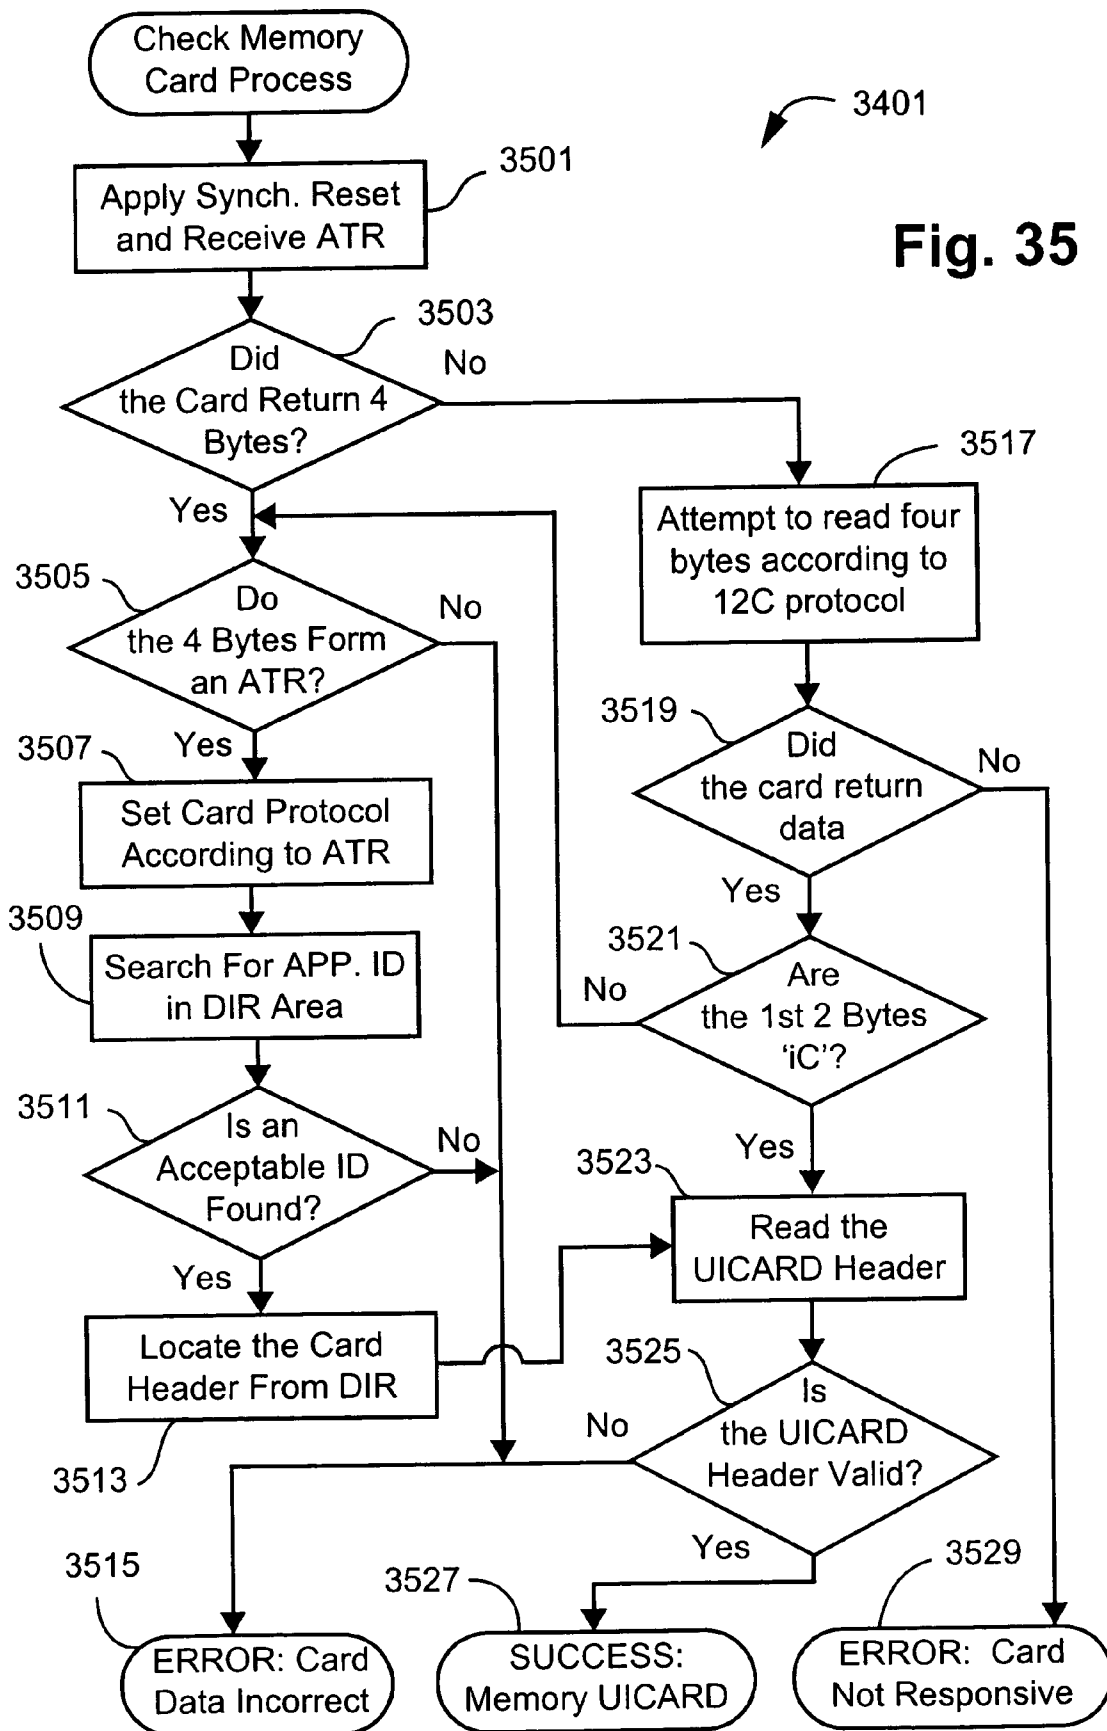 Check Memory
Card Process
3401
3501
Apply Synch. Reset
and Receive ATR
Fig. 35
3503
Did
the Card Return 4
Bytes?
No
Yes
3517
Attempt to read four
bytes according to
12C protocol
3505
Do
the 4 Bytes Form
an ATR?
No
Yes
3507
Set Card Protocol
According to ATR
3519
Did
the card return
data
No
Yes
3509
Search For APP. ID
in DIR Area
3521
Are
the 1st 2 Bytes
‘iC’?
No
Yes
3511
Is an
Acceptable ID
Found?
No
Yes
3523
Read the
UICARD Header
Locate the Card
Header From DIR
3513
3525
Is
the UICARD
Header Valid?
No
Yes
3515
ERROR: Card
Data Incorrect
3527
SUCCESS:
Memory UICARD
3529
ERROR: Card
Not Responsive